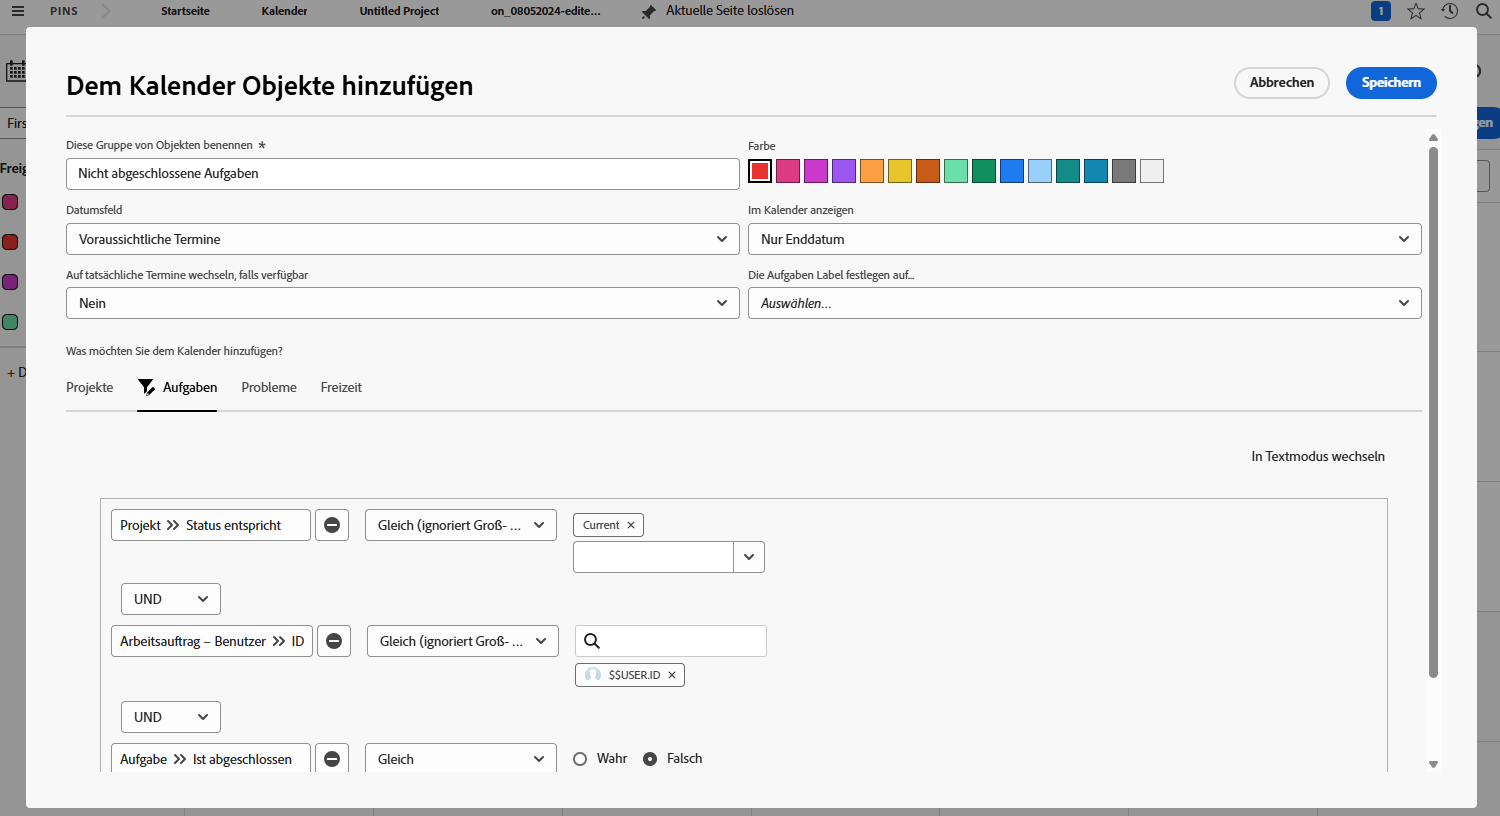 PINS Startseite Kalender Untitled Project on_08052024-edite... Aktuelle Seite loslösen 1
Dem Kalender Objekte hinzufügen Abbrechen Speichern
Firs gen
Freig
+ D
Diese Gruppe von Objekten benennen * Farbe
Nicht abgeschlossene Aufgaben
Datumsfeld Im Kalender anzeigen
Voraussichtliche Termine Nur Enddatum
Auf tatsächliche Termine wechseln, falls verfügbar Die Aufgaben Label festlegen auf...
Nein Auswählen...
Was möchten Sie dem Kalender hinzufügen?
Projekte Aufgaben Probleme Freizeit
In Textmodus wechseln
Projekt >> Status entspricht Gleich (ignoriert Groß- ... Current ×
UND
Arbeitsauftrag – Benutzer >> ID Gleich (ignoriert Groß- ...
$$USER.ID ×
UND
Aufgabe >> Ist abgeschlossen Gleich Wahr Falsch